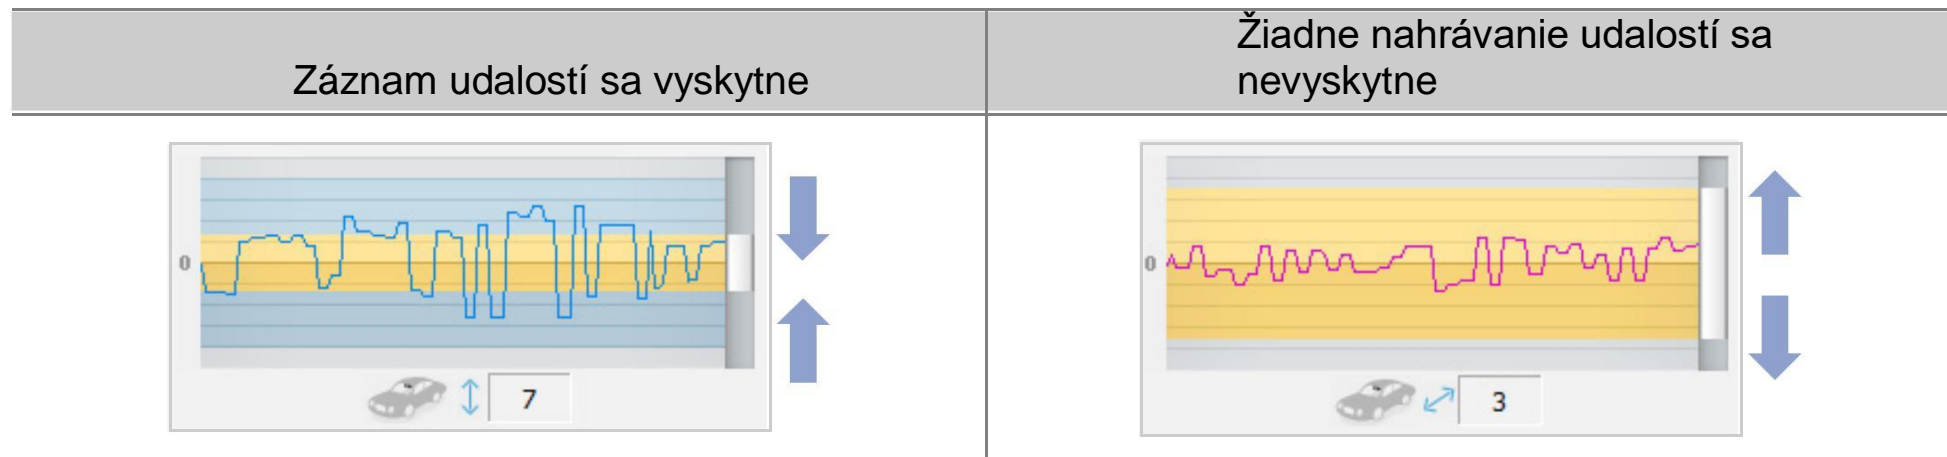 Záznam udalostí sa vyskytne
Žiadne nahrávanie udalostí sa
nevyskytne
0
7
0
3